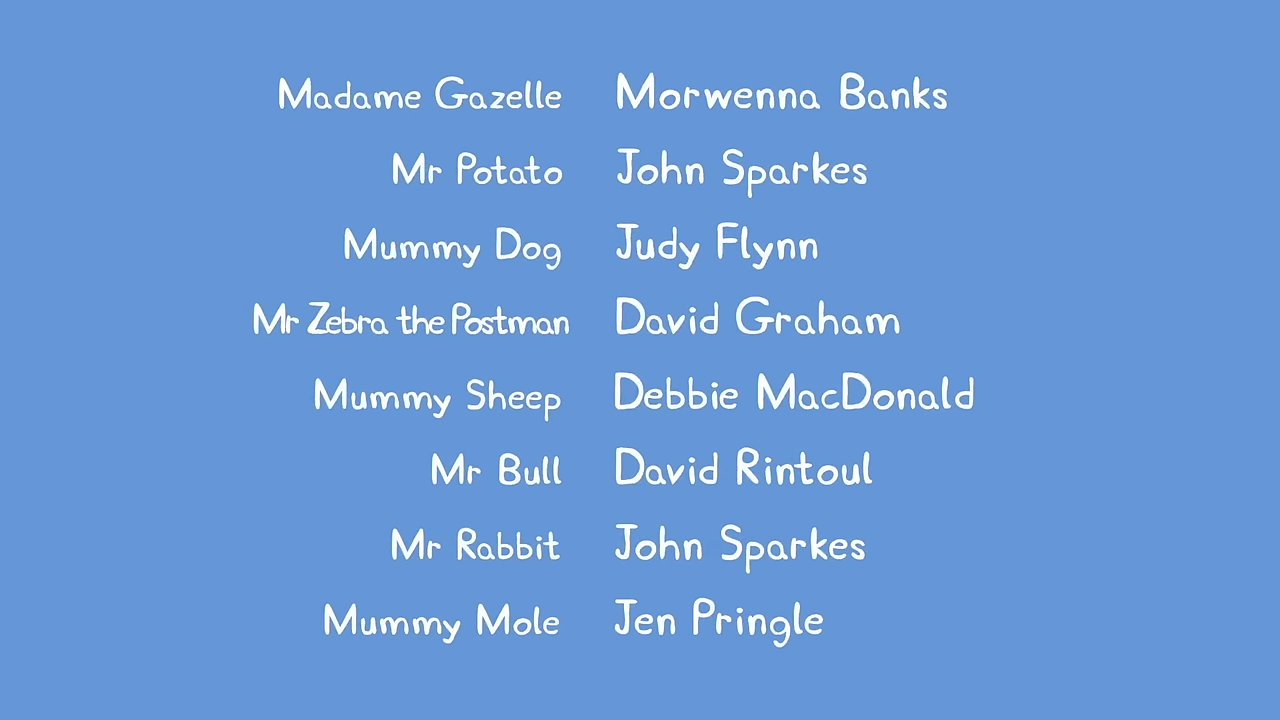 Madame Gazelle Morwenna Banks
Mr Potato John Sparkes
Mummy Dog Judy Flynn
Mr Zebra the Postman David Graham
Mummy Sheep Debbie MacDonald
Mr Bull David Rintoul
Mr Rabbit John Sparkes
Mummy Mole Jen Pringle